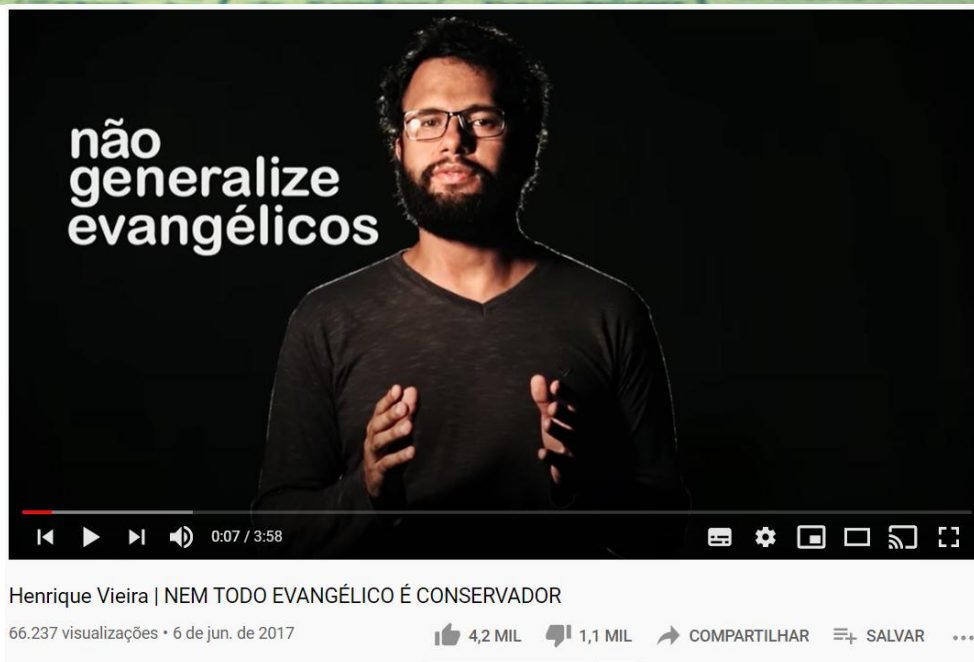 não
generalize
evangélicos
0:07 / 3:58
Henrique Vieira | NEM TODO EVANGÉLICO É CONSERVADOR
66.237 visualizações • 6 de jun. de 2017 4,2 MIL 1,1 MIL COMPARTILHAR SALVAR